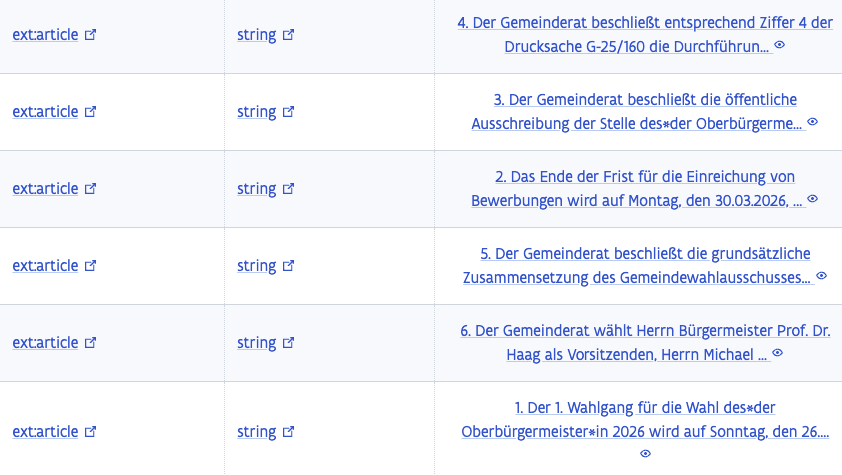 ext:article
string
4. Der Gemeinderat beschließt entsprechend Ziffer 4 der
Drucksache G-25/160 die Durchführun...
ext:article
string
3. Der Gemeinderat beschließt die öffentliche
Ausschreibung der Stelle des*der Oberbürgerme...
ext:article
string
2. Das Ende der Frist für die Einreichung von
Bewerbungen wird auf Montag, den 30.03.2026, ...
ext:article
string
5. Der Gemeinderat beschließt die grundsätzliche
Zusammensetzung des Gemeindewahlausschusses...
ext:article
string
6. Der Gemeinderat wählt Herrn Bürgermeister Prof. Dr.
Haag als Vorsitzenden, Herrn Michael ...
ext:article
string
1. Der 1. Wahlgang für die Wahl des*der
Oberbürgermeister*in 2026 wird auf Sonntag, den 26....